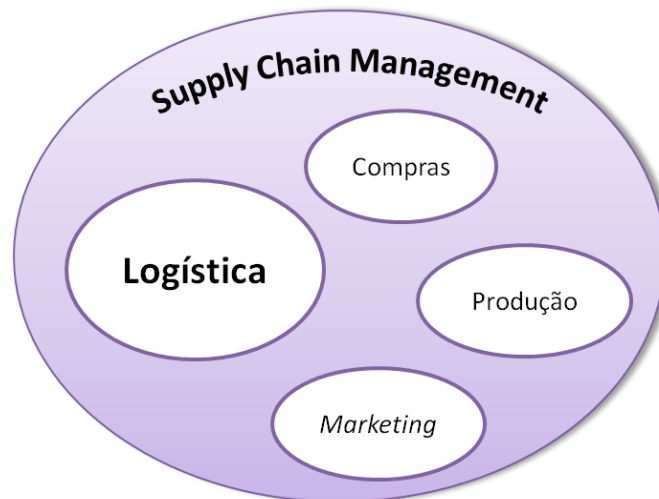 Supply Chain Management
Compras
Logística
Produção
Marketing